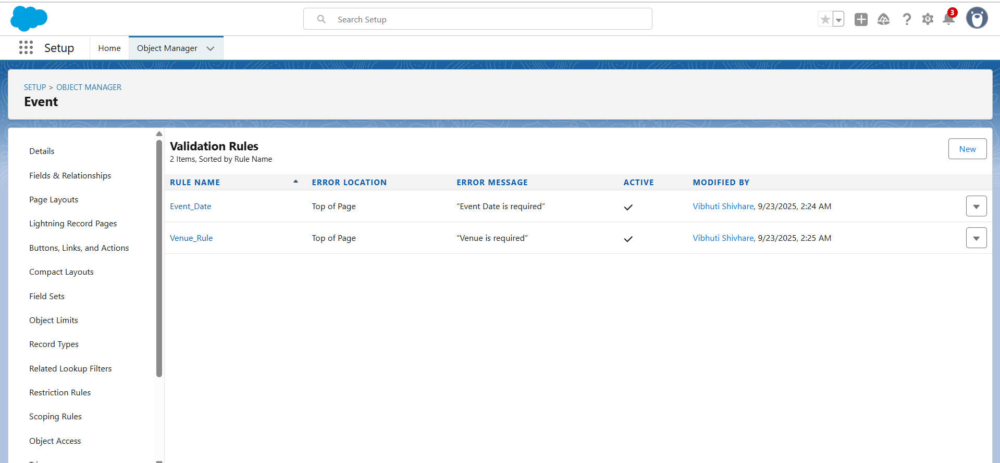 Search Setup
3
Setup
Home
Object Manager
SETUP > OBJECT MANAGER
Event
Details
Fields & Relationships
Page Layouts
Lightning Record Pages
Buttons, Links, and Actions
Compact Layouts
Field Sets
Object Limits
Record Types
Related Lookup Filters
Restriction Rules
Scoping Rules
Object Access
Validation Rules
2 Items, Sorted by Rule Name
New
RULE NAME ERROR LOCATION ERROR MESSAGE ACTIVE MODIFIED BY
Event_Date Top of Page “Event Date is required” Vibhuti Shivhare, 9/23/2025, 2:24 AM
Venue_Rule Top of Page “Venue is required” Vibhuti Shivhare, 9/23/2025, 2:25 AM